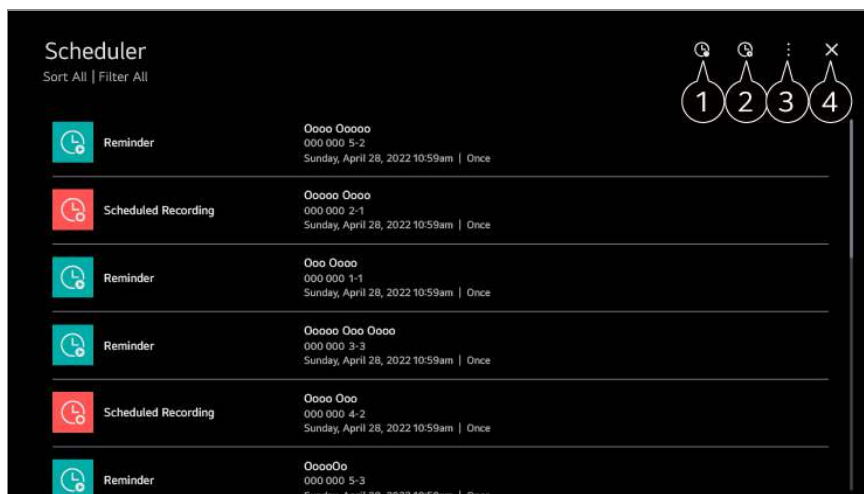 Scheduler
Sort All | Filter All
1 2 3 4
Reminder
Oooo Ooooo
000 000 5-2
Sunday, April 28, 2022 10:59am | Once
Scheduled Recording
Ooooo Oooo
000 000 2-1
Sunday, April 28, 2022 10:59am | Once
Reminder
Ooo Oooo
000 000 1-1
Sunday, April 28, 2022 10:59am | Once
Reminder
Ooooo Ooo Oooo
000 000 3-3
Sunday, April 28, 2022 10:59am | Once
Scheduled Recording
Oooo Ooo
000 000 4-2
Sunday, April 28, 2022 10:59am | Once
Reminder
OoooOo
000 000 5-3